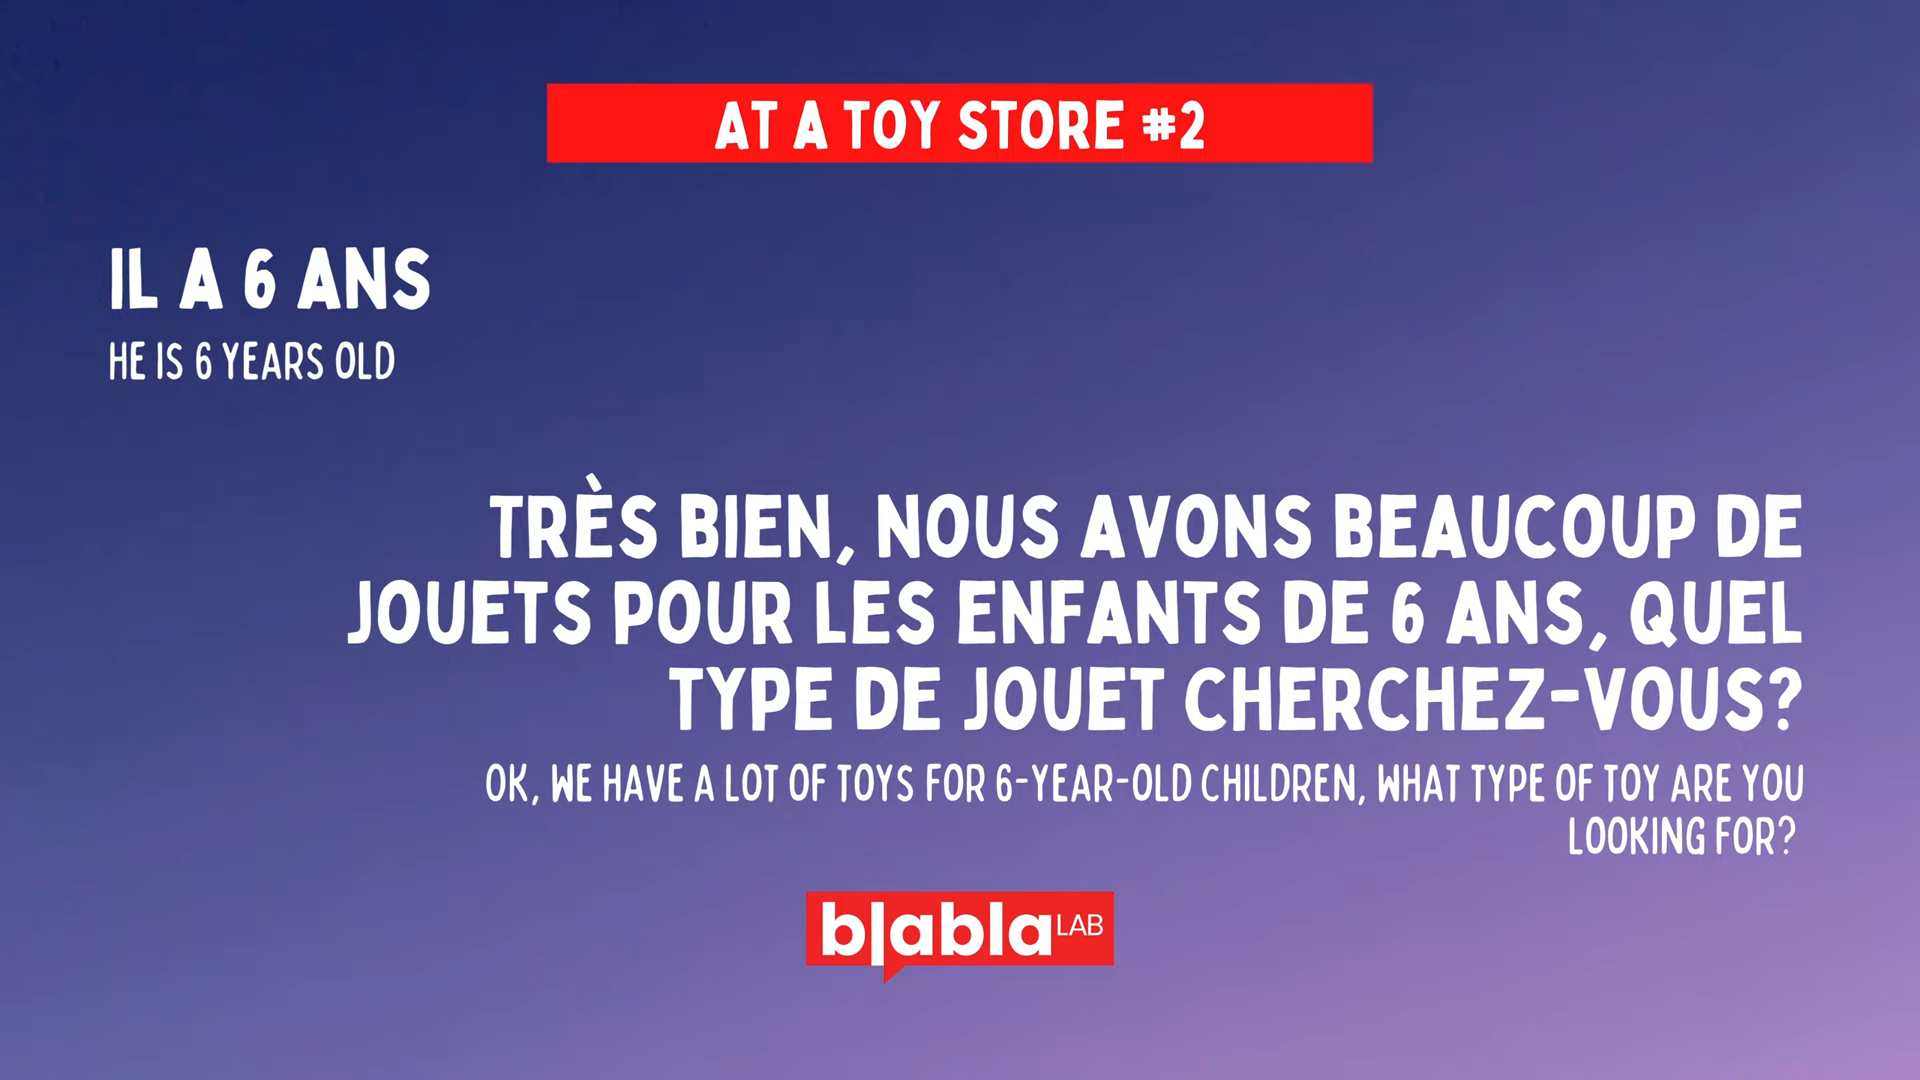 AT A TOY STORE #2
IL A 6 ANS
HE IS 6 YEARS OLD
TRÈS BIEN, NOUS AVONS BEAUCOUP DE
JOUETS POUR LES ENFANTS DE 6 ANS, QUEL
TYPE DE JOUET CHERCHEZ-VOUS?
OK, WE HAVE A LOT OF TOYS FOR 6-YEAR-OLD CHILDREN, WHAT TYPE OF TOY ARE YOU
LOOKING FOR?
blabla LAB